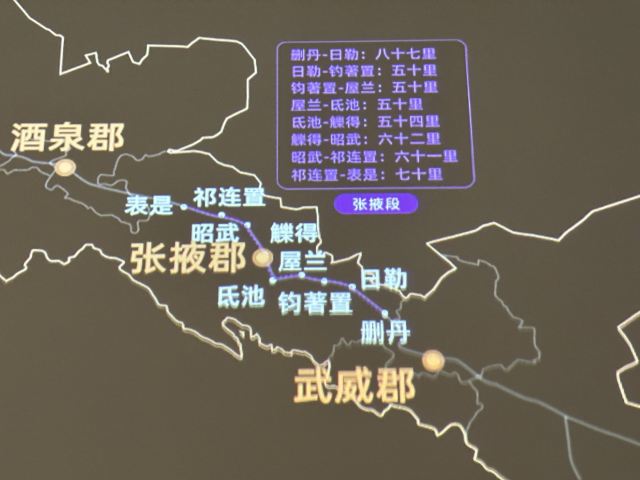 删丹-日勒：八十七里
日勒-钓著置：五十里
钧著置-屋兰：五十里
屋兰-氐池：五十里
氐池-觻得：五十四里
觻得-昭武：六十二里
昭武-祁连置：六十一里
祁连置-表是：七十里
张掖段
酒泉郡
祁连置
表是
昭武
觻得
张掖郡
屋兰
日勒
氐池
钧著置
删丹
武威郡